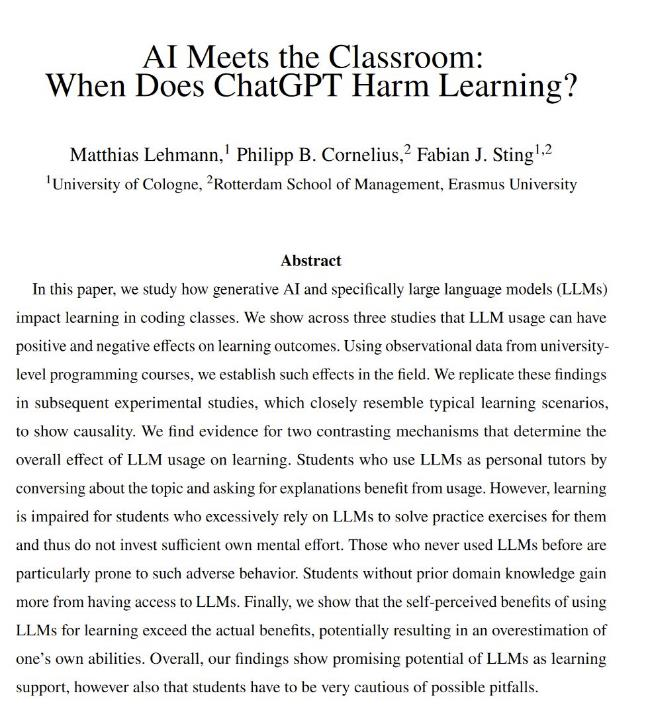 AI Meets the Classroom:
When Does ChatGPT Harm Learning?
Matthias Lehmann,¹ Philipp B. Cornelius,² Fabian J. Sting¹,²
¹University of Cologne, ²Rotterdam School of Management, Erasmus University
Abstract
In this paper, we study how generative AI and specifically large language models (LLMs)
impact learning in coding classes. We show across three studies that LLM usage can have
positive and negative effects on learning outcomes. Using observational data from university-
level programming courses, we establish such effects in the field. We replicate these findings
in subsequent experimental studies, which closely resemble typical learning scenarios,
to show causality. We find evidence for two contrasting mechanisms that determine the
overall effect of LLM usage on learning. Students who use LLMs as personal tutors by
conversing about the topic and asking for explanations benefit from usage. However, learning
is impaired for students who excessively rely on LLMs to solve practice exercises for them
and thus do not invest sufficient own mental effort. Those who never used LLMs before are
particularly prone to such adverse behavior. Students without prior domain knowledge gain
more from having access to LLMs. Finally, we show that the self-perceived benefits of using
LLMs for learning exceed the actual benefits, potentially resulting in an overestimation of
one's own abilities. Overall, our findings show promising potential of LLMs as learning
support, however also that students have to be very cautious of possible pitfalls.